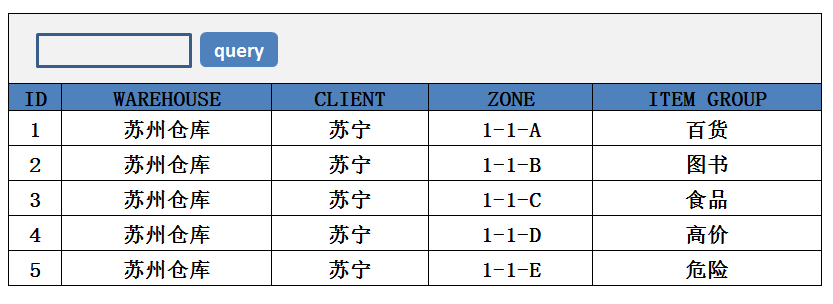 query
ID WAREHOUSE CLIENT ZONE ITEM GROUP
1 苏州仓库 苏宁 1-1-A 百货
2 苏州仓库 苏宁 1-1-B 图书
3 苏州仓库 苏宁 1-1-C 食品
4 苏州仓库 苏宁 1-1-D 高价
5 苏州仓库 苏宁 1-1-E 危险